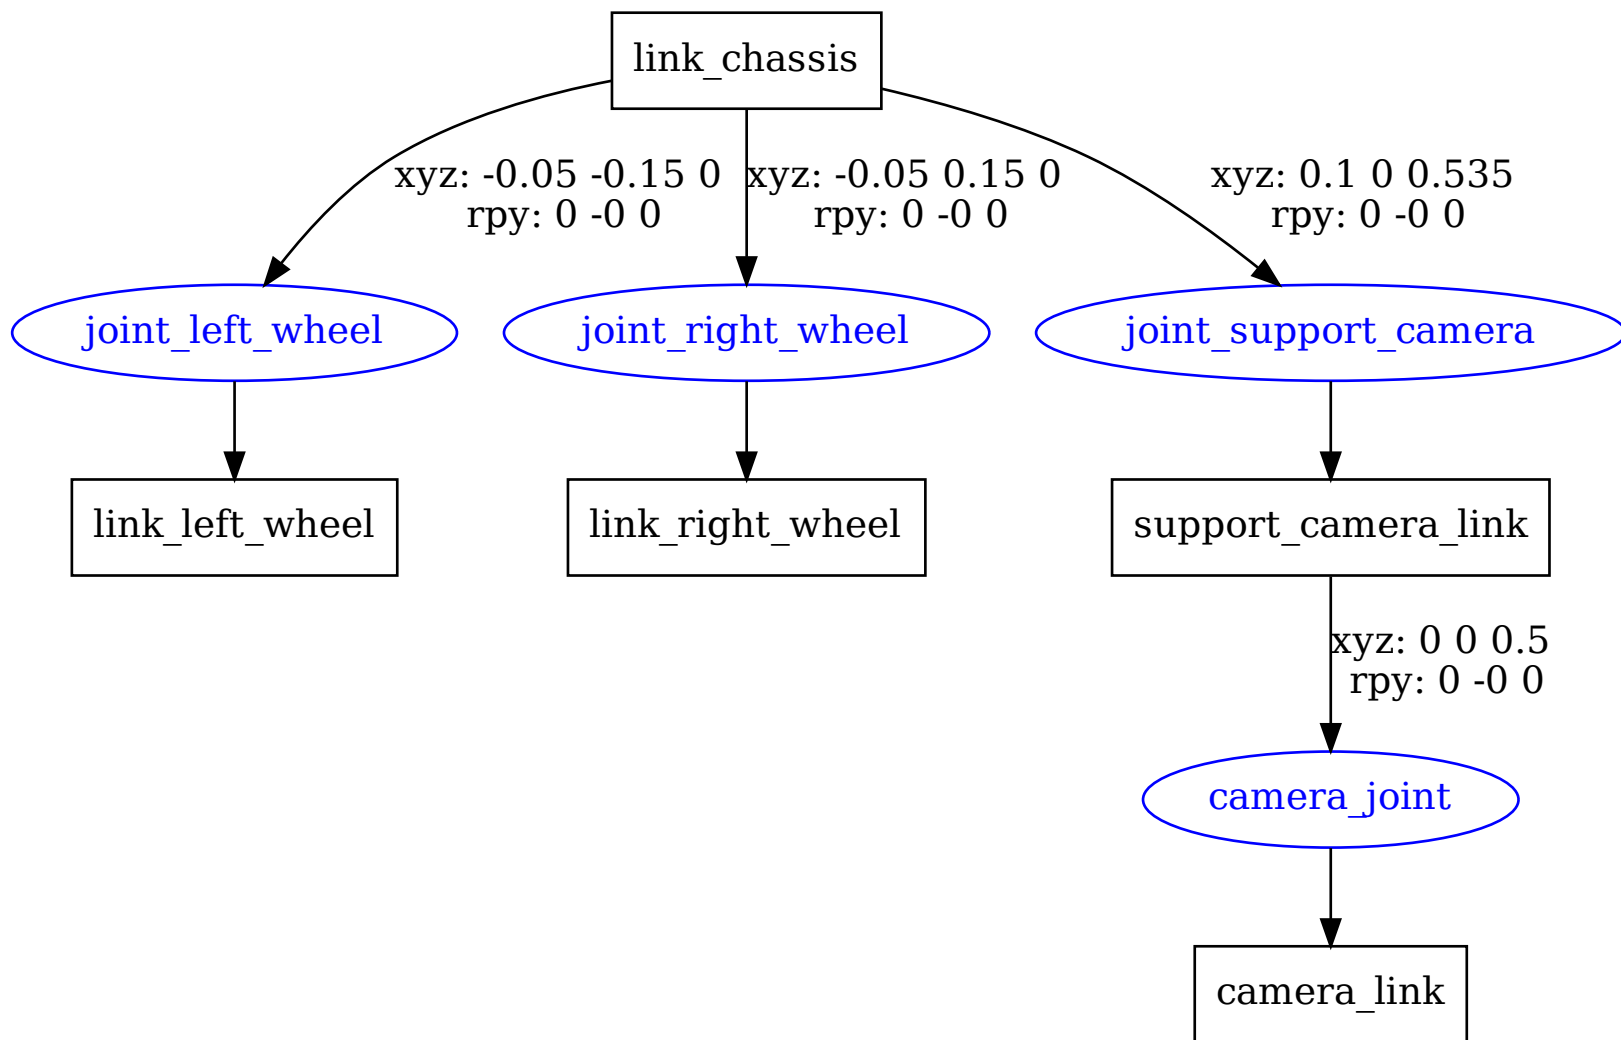 link_chassis
xyz: -0.05 -0.15 0
rpy: 0 -0 0
xyz: -0.05 0.15 0
rpy: 0 -0 0
xyz: 0.1 0 0.535
rpy: 0 -0 0
joint_left_wheel
joint_right_wheel
joint_support_camera
link_left_wheel
link_right_wheel
support_camera_link
xyz: 0 0 0.5
rpy: 0 -0 0
camera_joint
camera_link